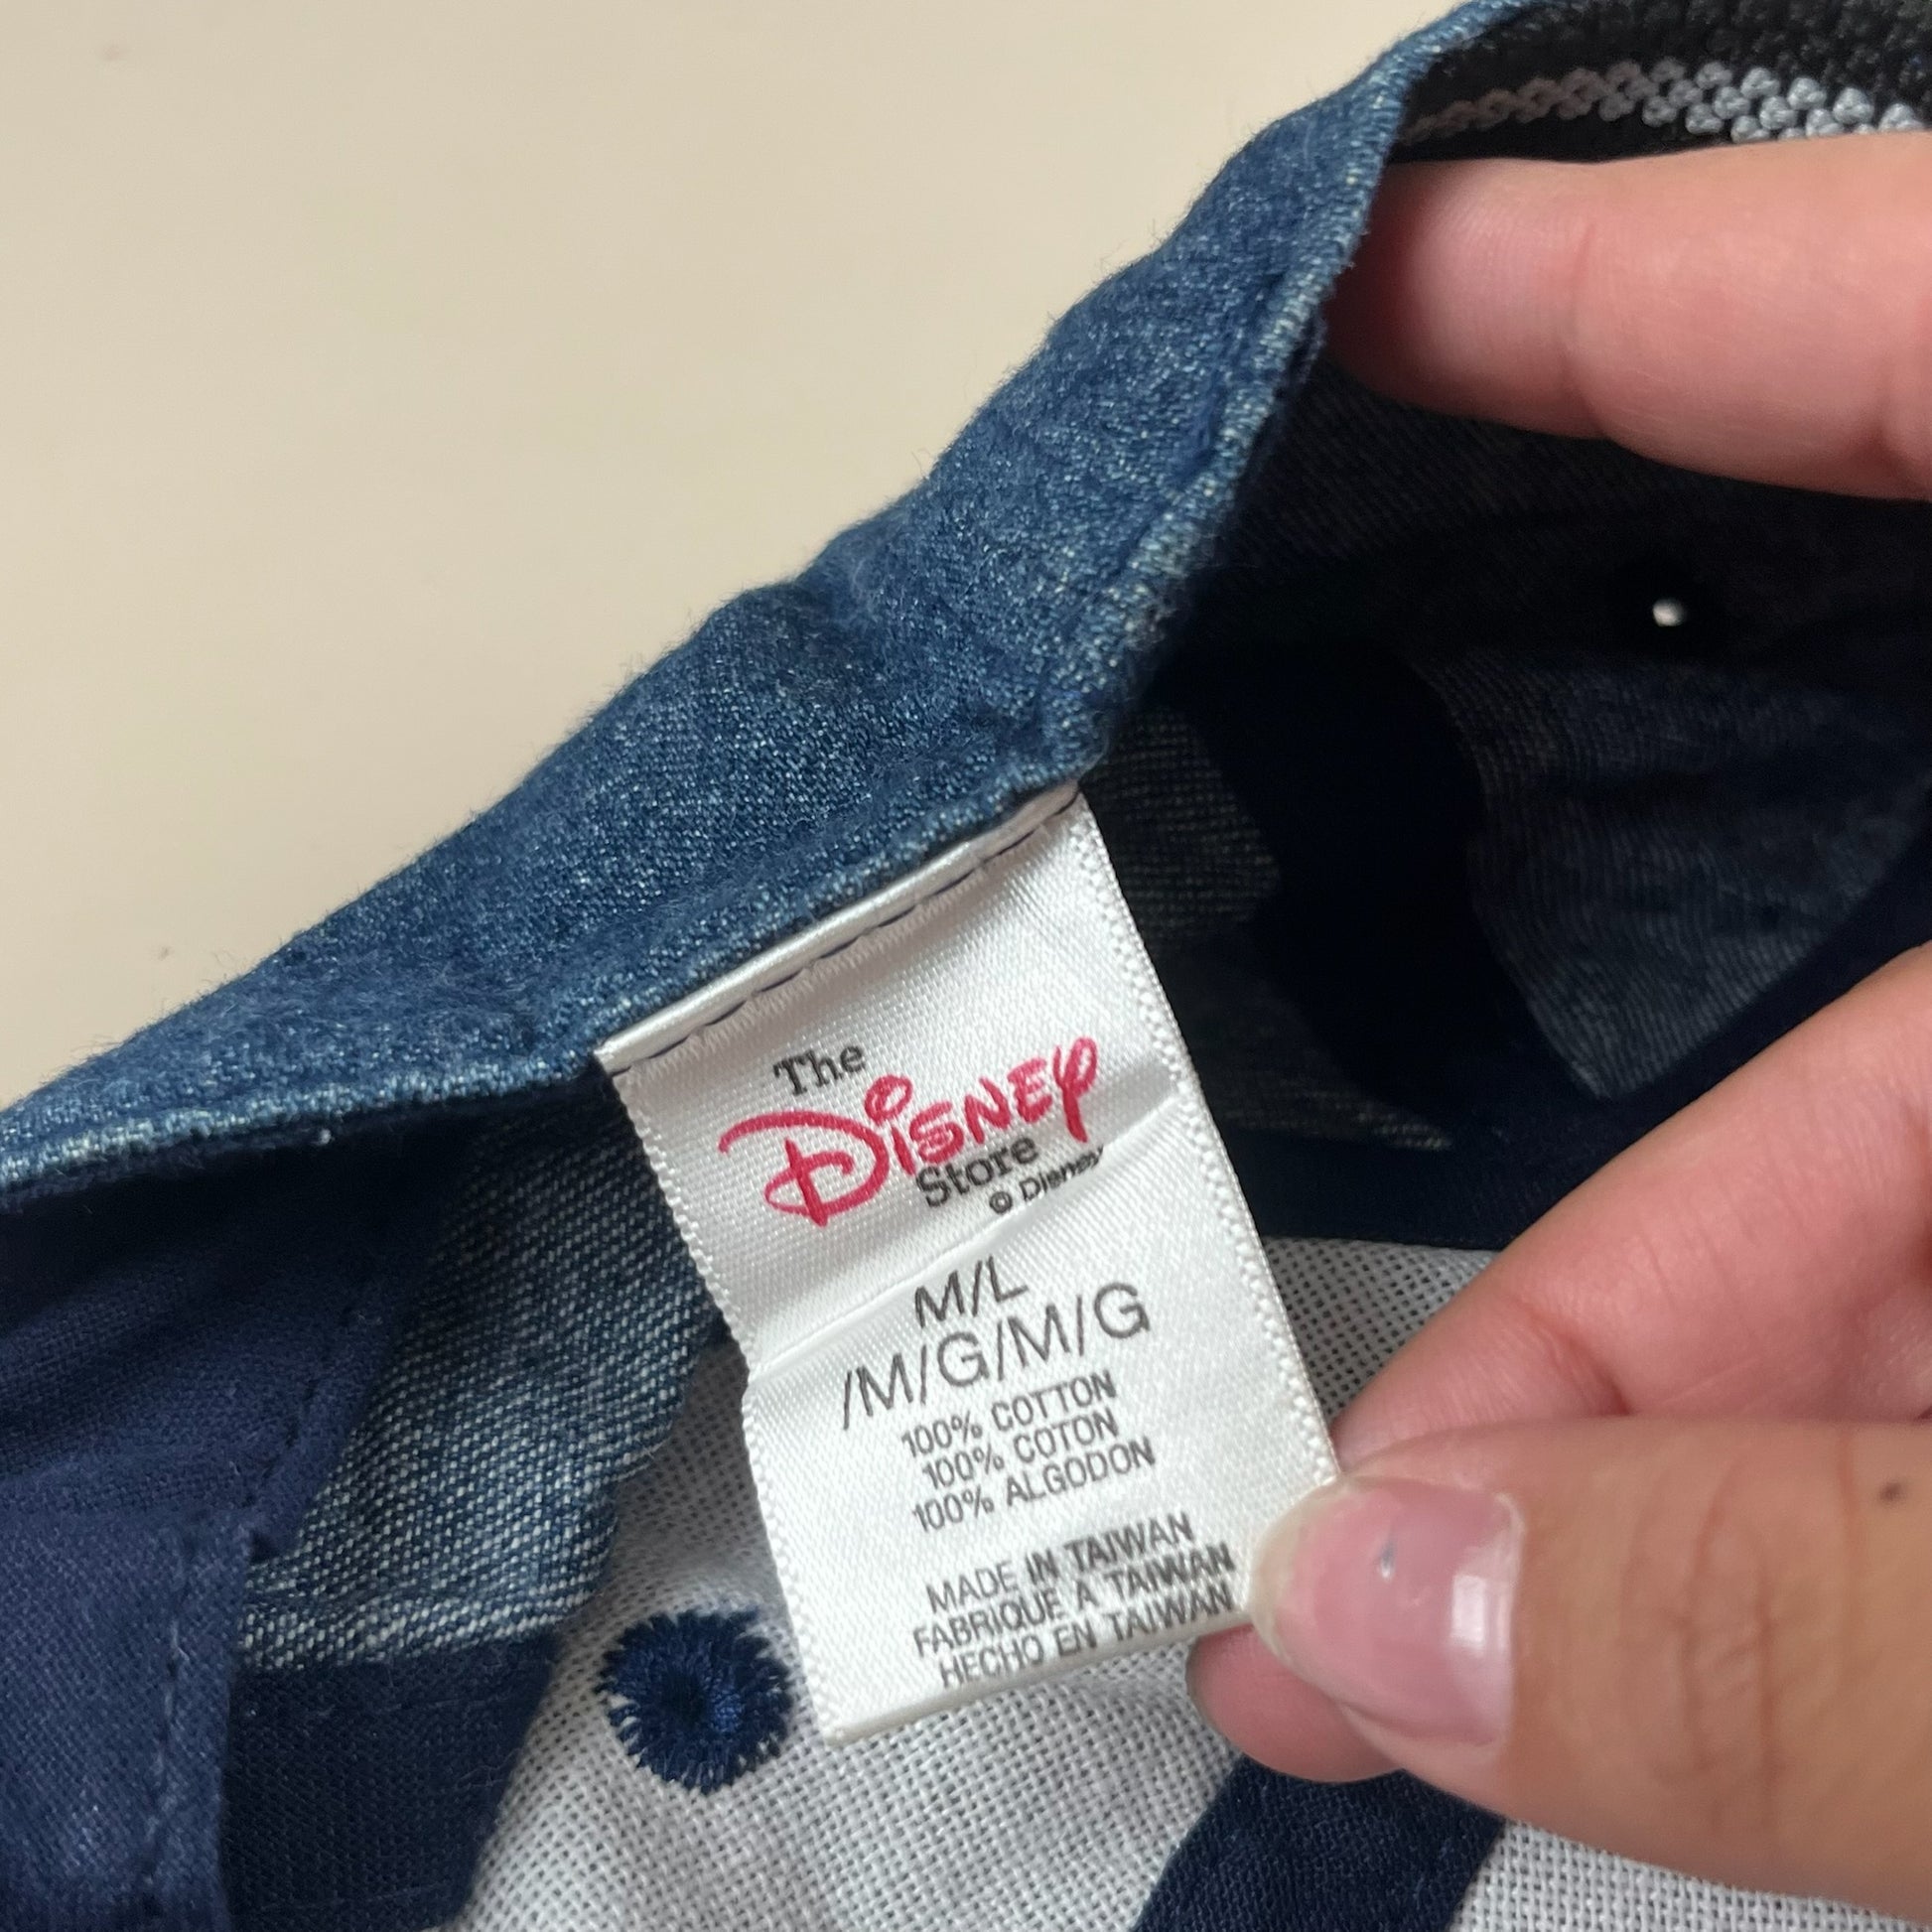 The
Disney
Store
© Disney
M/L
/M/G/M/G
100% COTTON
100% COTON
100% ALGODON
MADE IN TAIWAN
FABRIQUE A TAIWAN
HECHO EN TAIWAN